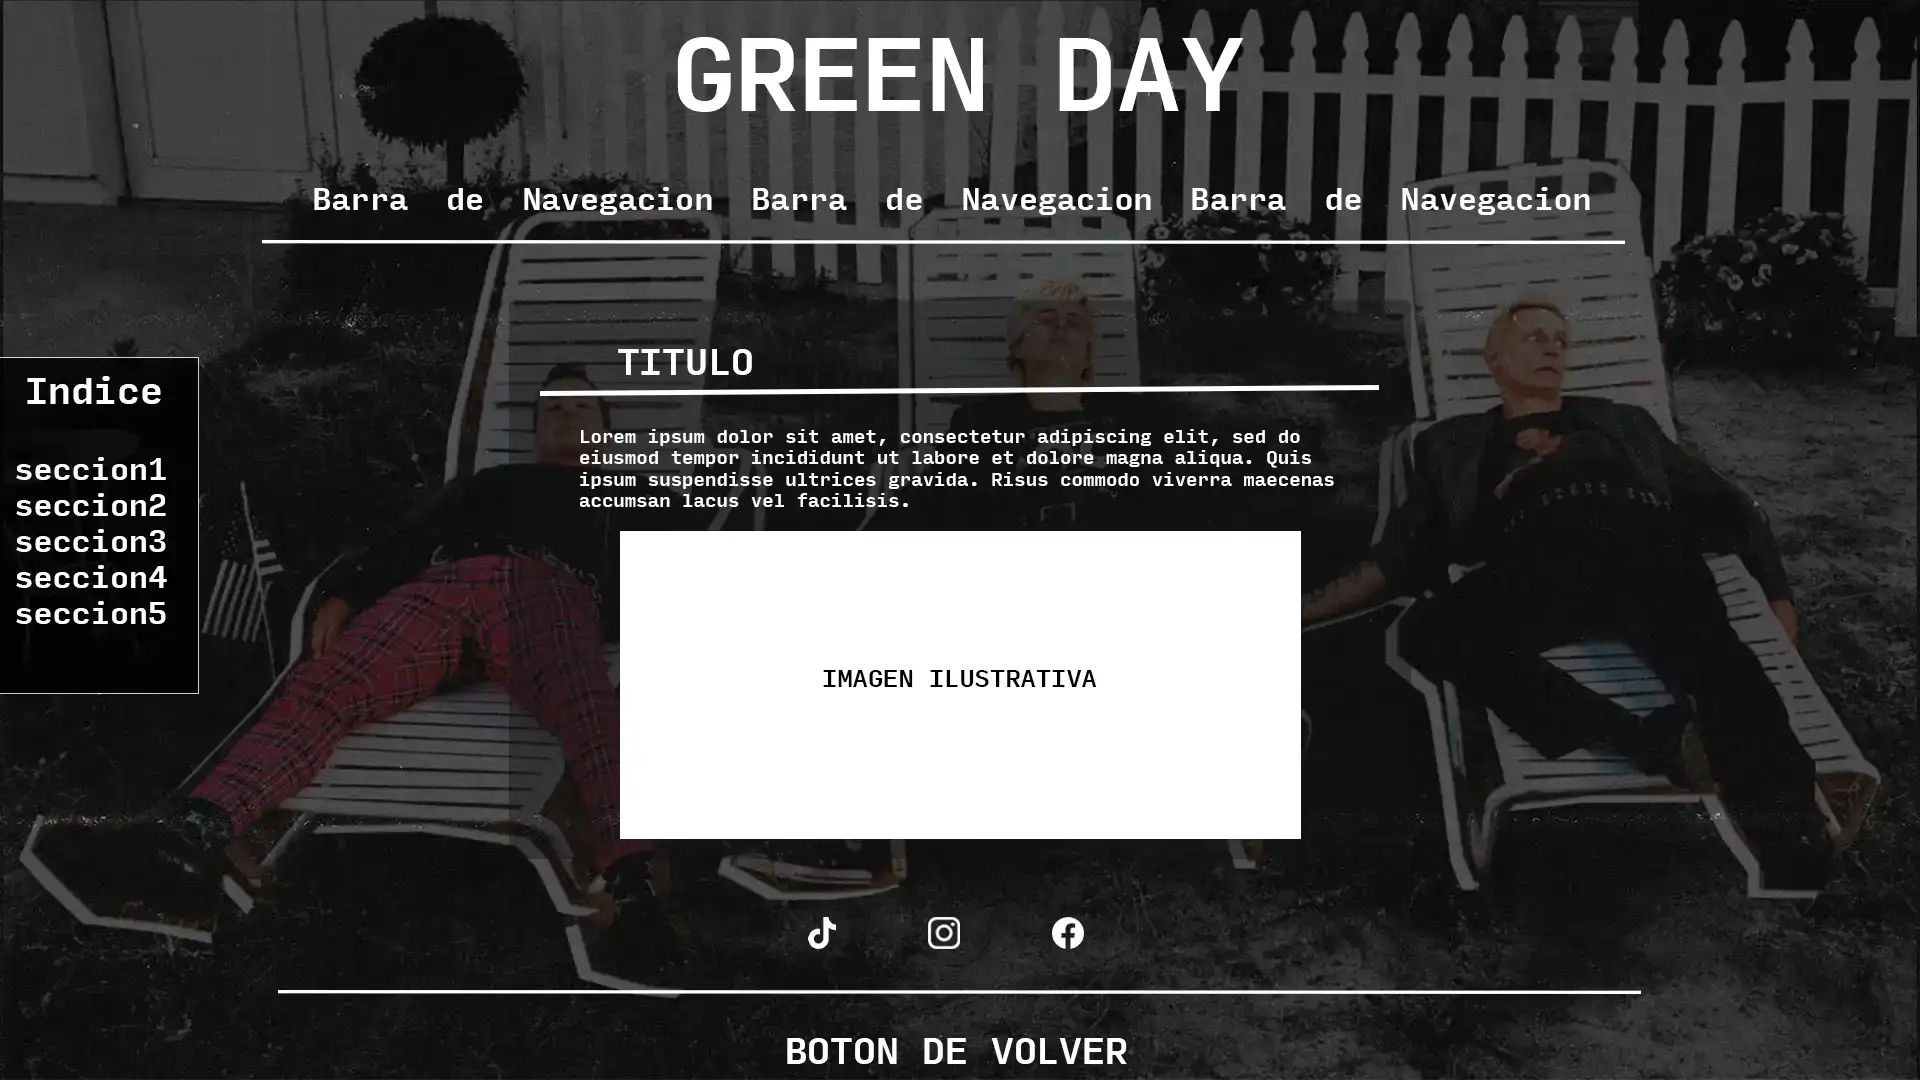 GREEN DAY
Barra de Navegacion Barra de Navegacion Barra de Navegacion
Indice
seccion1
seccion2
seccion3
seccion4
seccion5
TITULO
Lorem ipsum dolor sit amet, consectetur adipiscing elit, sed do
eiusmod tempor incididunt ut labore et dolore magna aliqua. Quis
ipsum suspendisse ultrices gravida. Risus commodo viverra maecenas
accumsan lacus vel facilisis.
IMAGEN ILUSTRATIVA
BOTON DE VOLVER